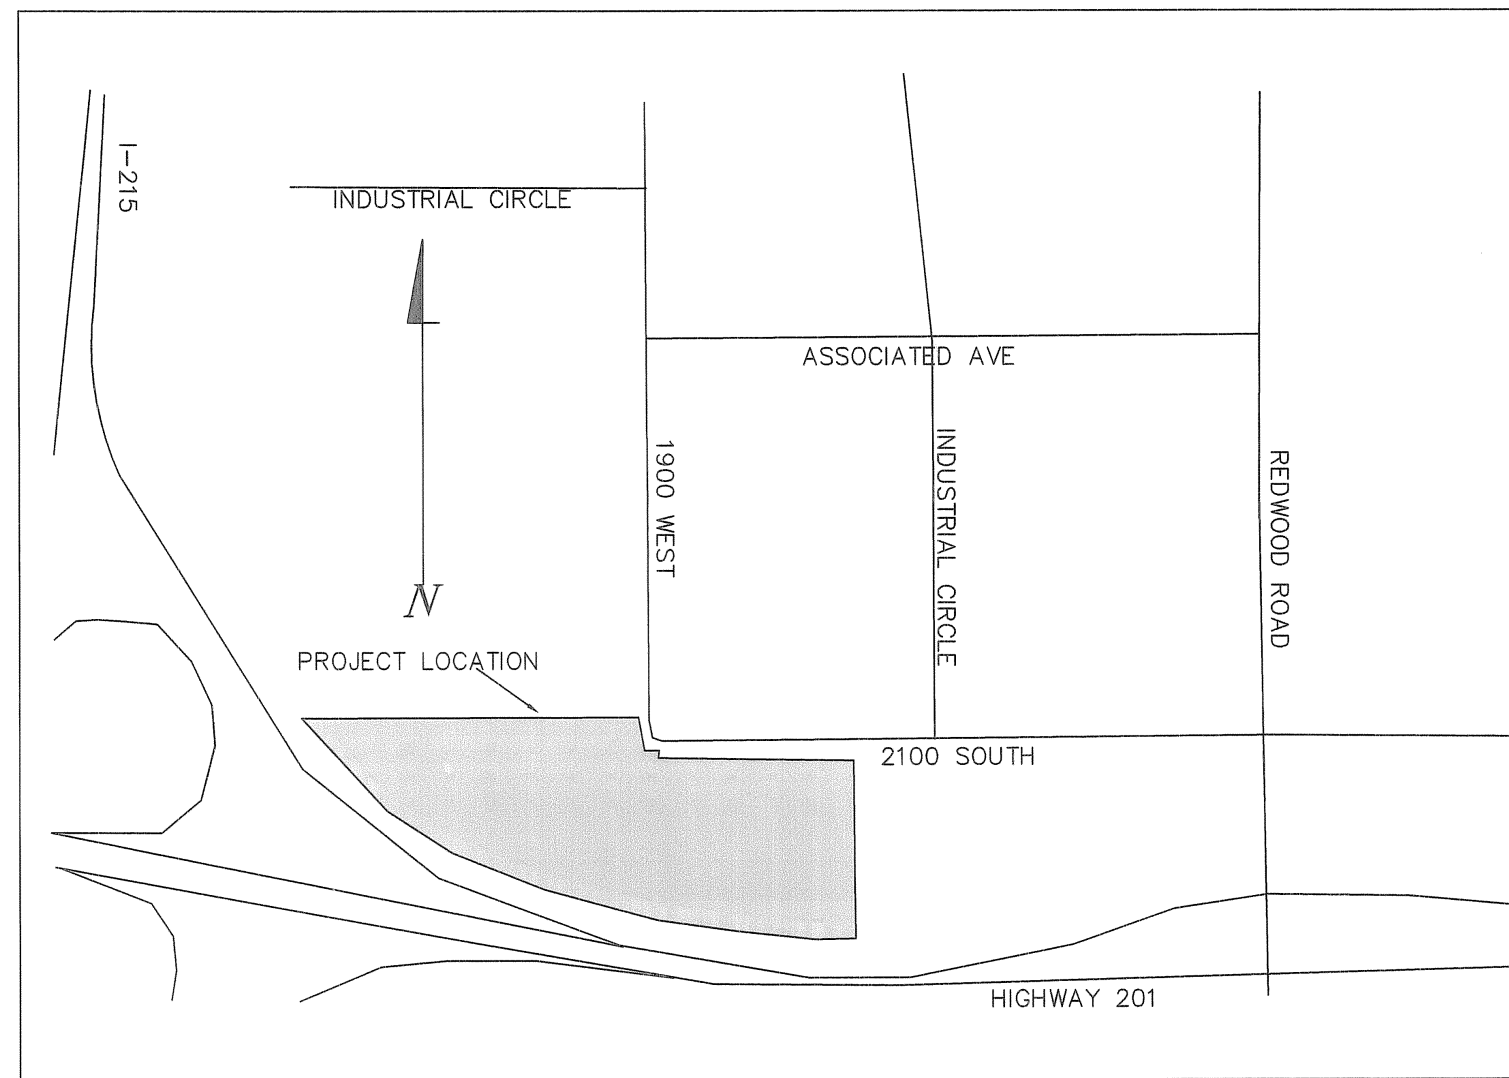 I-215
INDUSTRIAL CIRCLE
ASSOCIATED AVE
1900 WEST
INDUSTRIAL CIRCLE
REDWOOD ROAD
N
PROJECT LOCATION
2100 SOUTH
HIGHWAY 201